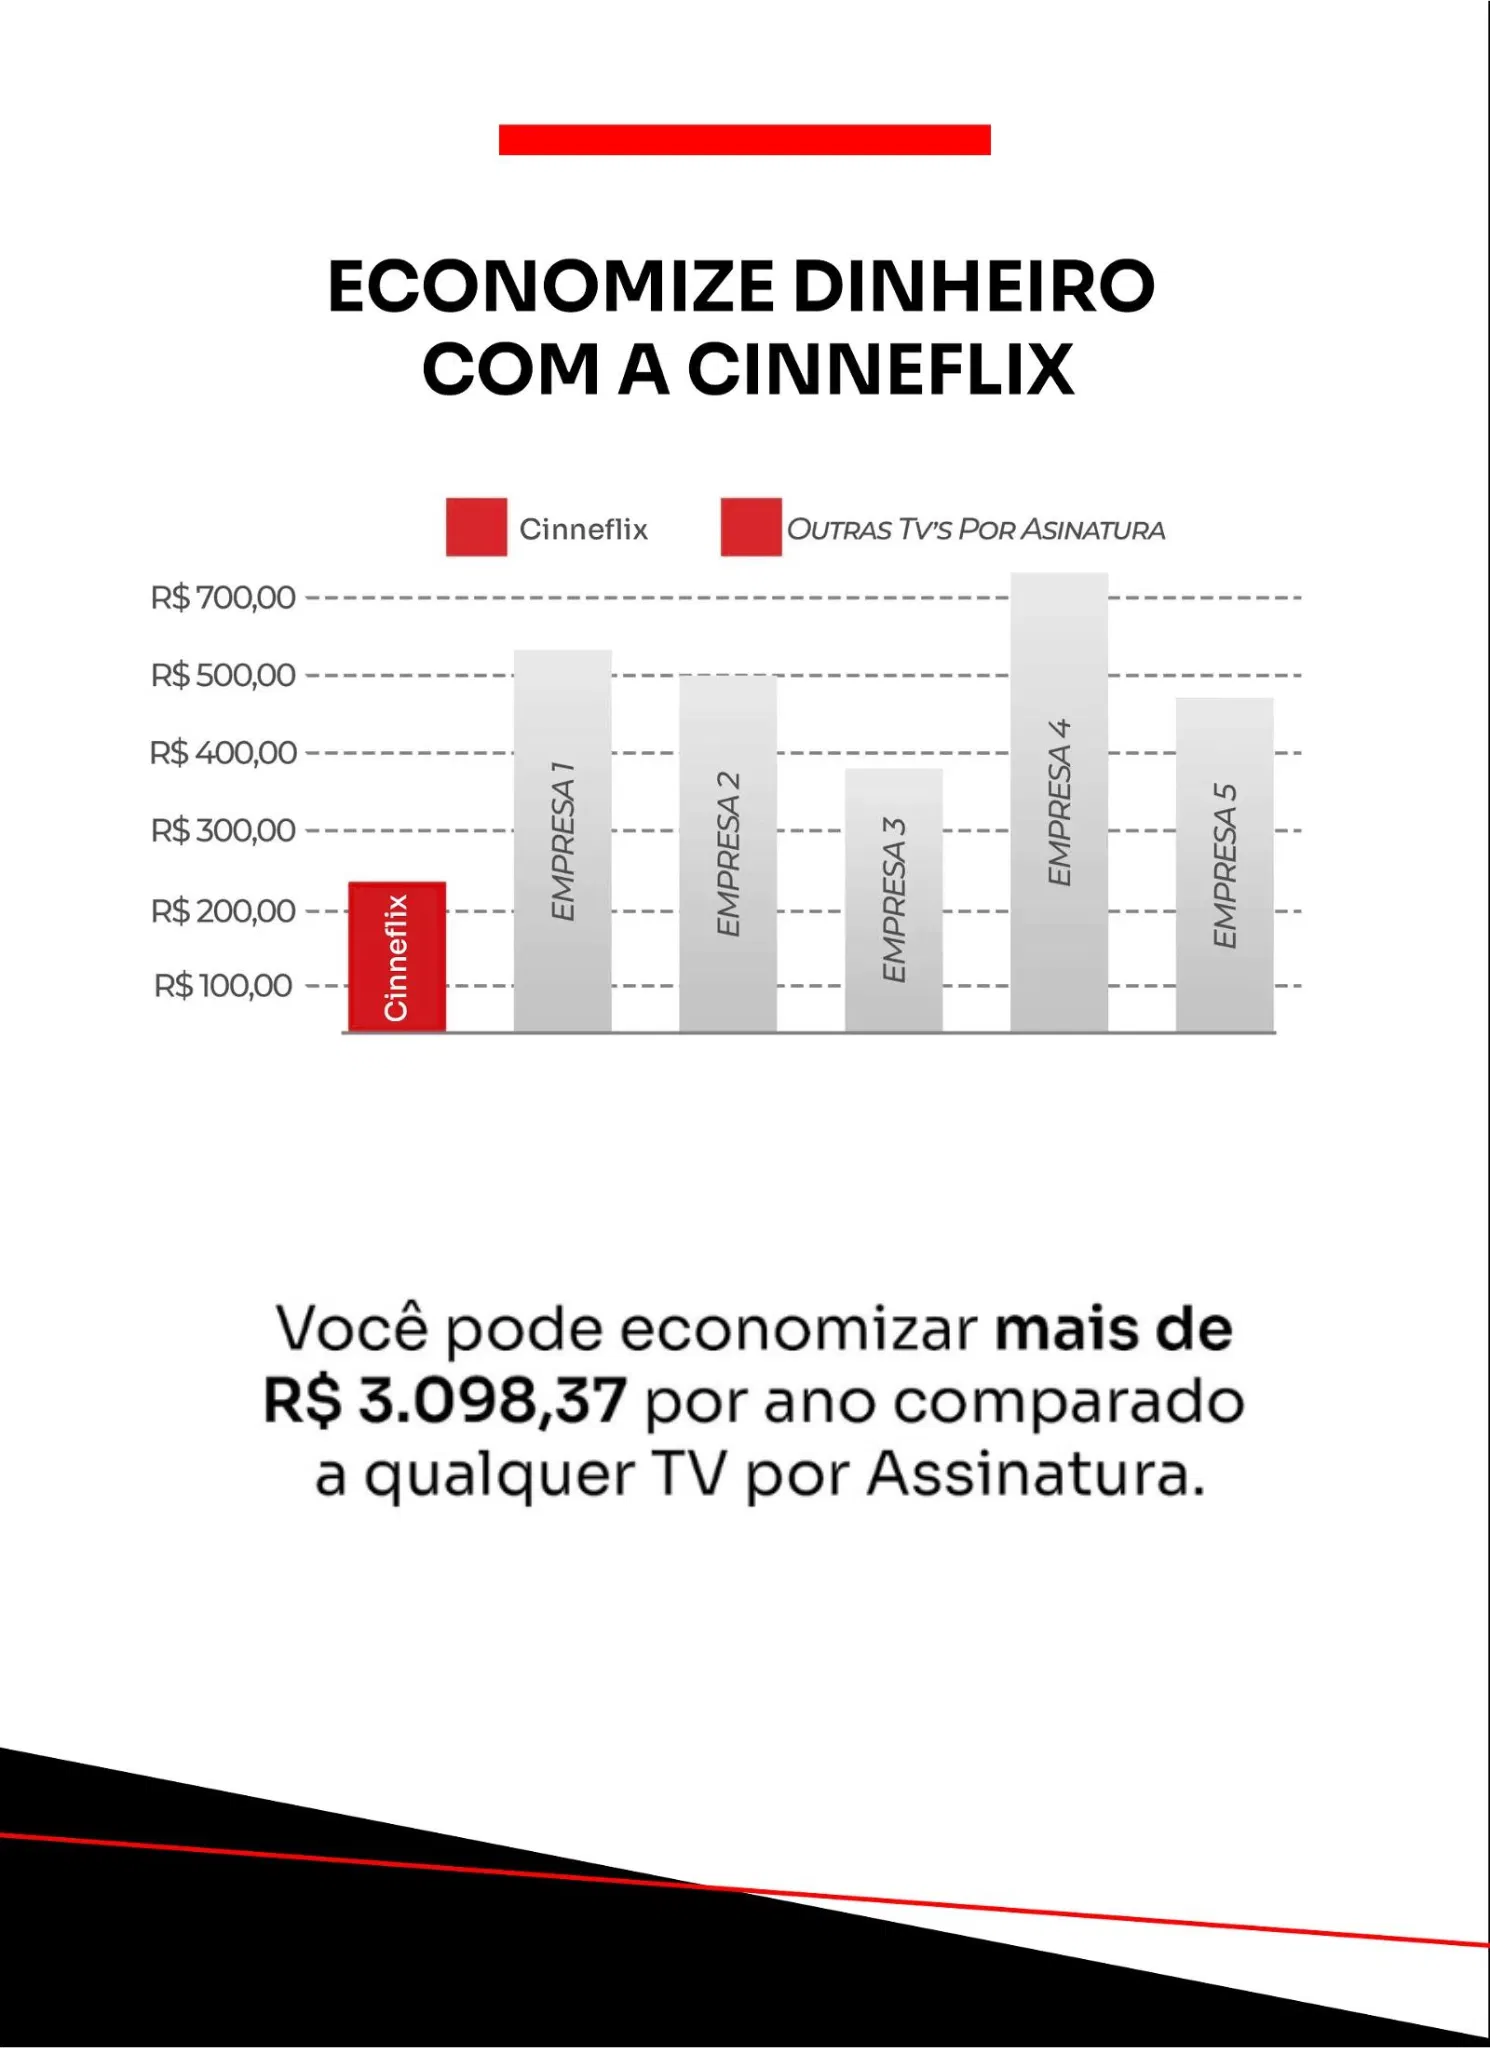 ECONOMIZE DINHEIRO
COM A CINNEFLIX
Cinneflix
OUTRAS TV'S POR ASINATURA
R$ 700,00
R$ 500,00
R$ 400,00
R$ 300,00
R$ 200,00
R$ 100,00
Cinneflix
EMPRESA 1
EMPRESA 2
EMPRESA 3
EMPRESA 4
EMPRESA 5
Você pode economizar mais de
R$ 3.098,37 por ano comparado
a qualquer TV por Assinatura.